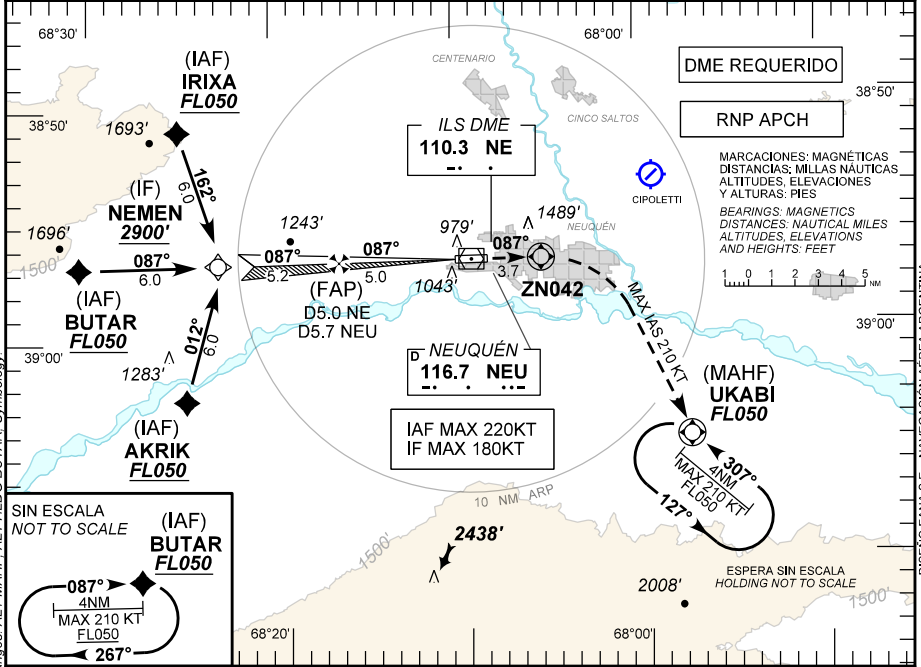 68°30'
68°00'
(IAF)
IRIXA
FL050
CENTENARIO
DME REQUERIDO
38°50'
38°50'
1693'
ILS DME
110.3 NE
CINCO SALTOS
RNP APCH
MARCACIONES: MAGNÉTICAS
DISTANCIAS: MILLAS NÁUTICAS
ALTITUDES, ELEVACIONES
Y ALTURAS: PIES
BEARINGS: MAGNETICS
DISTANCES: NAUTICAL MILES
ALTITUDES, ELEVATIONS
AND HEIGHTS: FEET
162°
6.0
CIPOLETTI
(IF)
NEMEN
2900'
1243'
979'
1489'
NEUQUÉN
1696'
1500'
087°
6.0
087°
5.2
087°
5.0
087°
3.7
1 0 1 2 3 4 5 NM
(FAP)
D5.0 NE
D5.7 NEU
1043'
ZN042
(IAF)
BUTAR
FL050
MAX IAS 210 KT
39°00'
39°00'
012°
6.0
1283'
D NEUQUÉN
116.7 NEU
(MAHF)
UKABI
FL050
(IAF)
AKRIK
FL050
IAF MAX 220KT
IF MAX 180KT
307°
4NM
MAX 210 KT
FL050
127°
10 NM ARP
SIN ESCALA
NOT TO SCALE
(IAF)
BUTAR
FL050
1500'
2438'
ESPERA SIN ESCALA
HOLDING NOT TO SCALE
087°
4NM
MAX 210 KT
FL050
267°
2008'
1500'
68°20'
68°00'